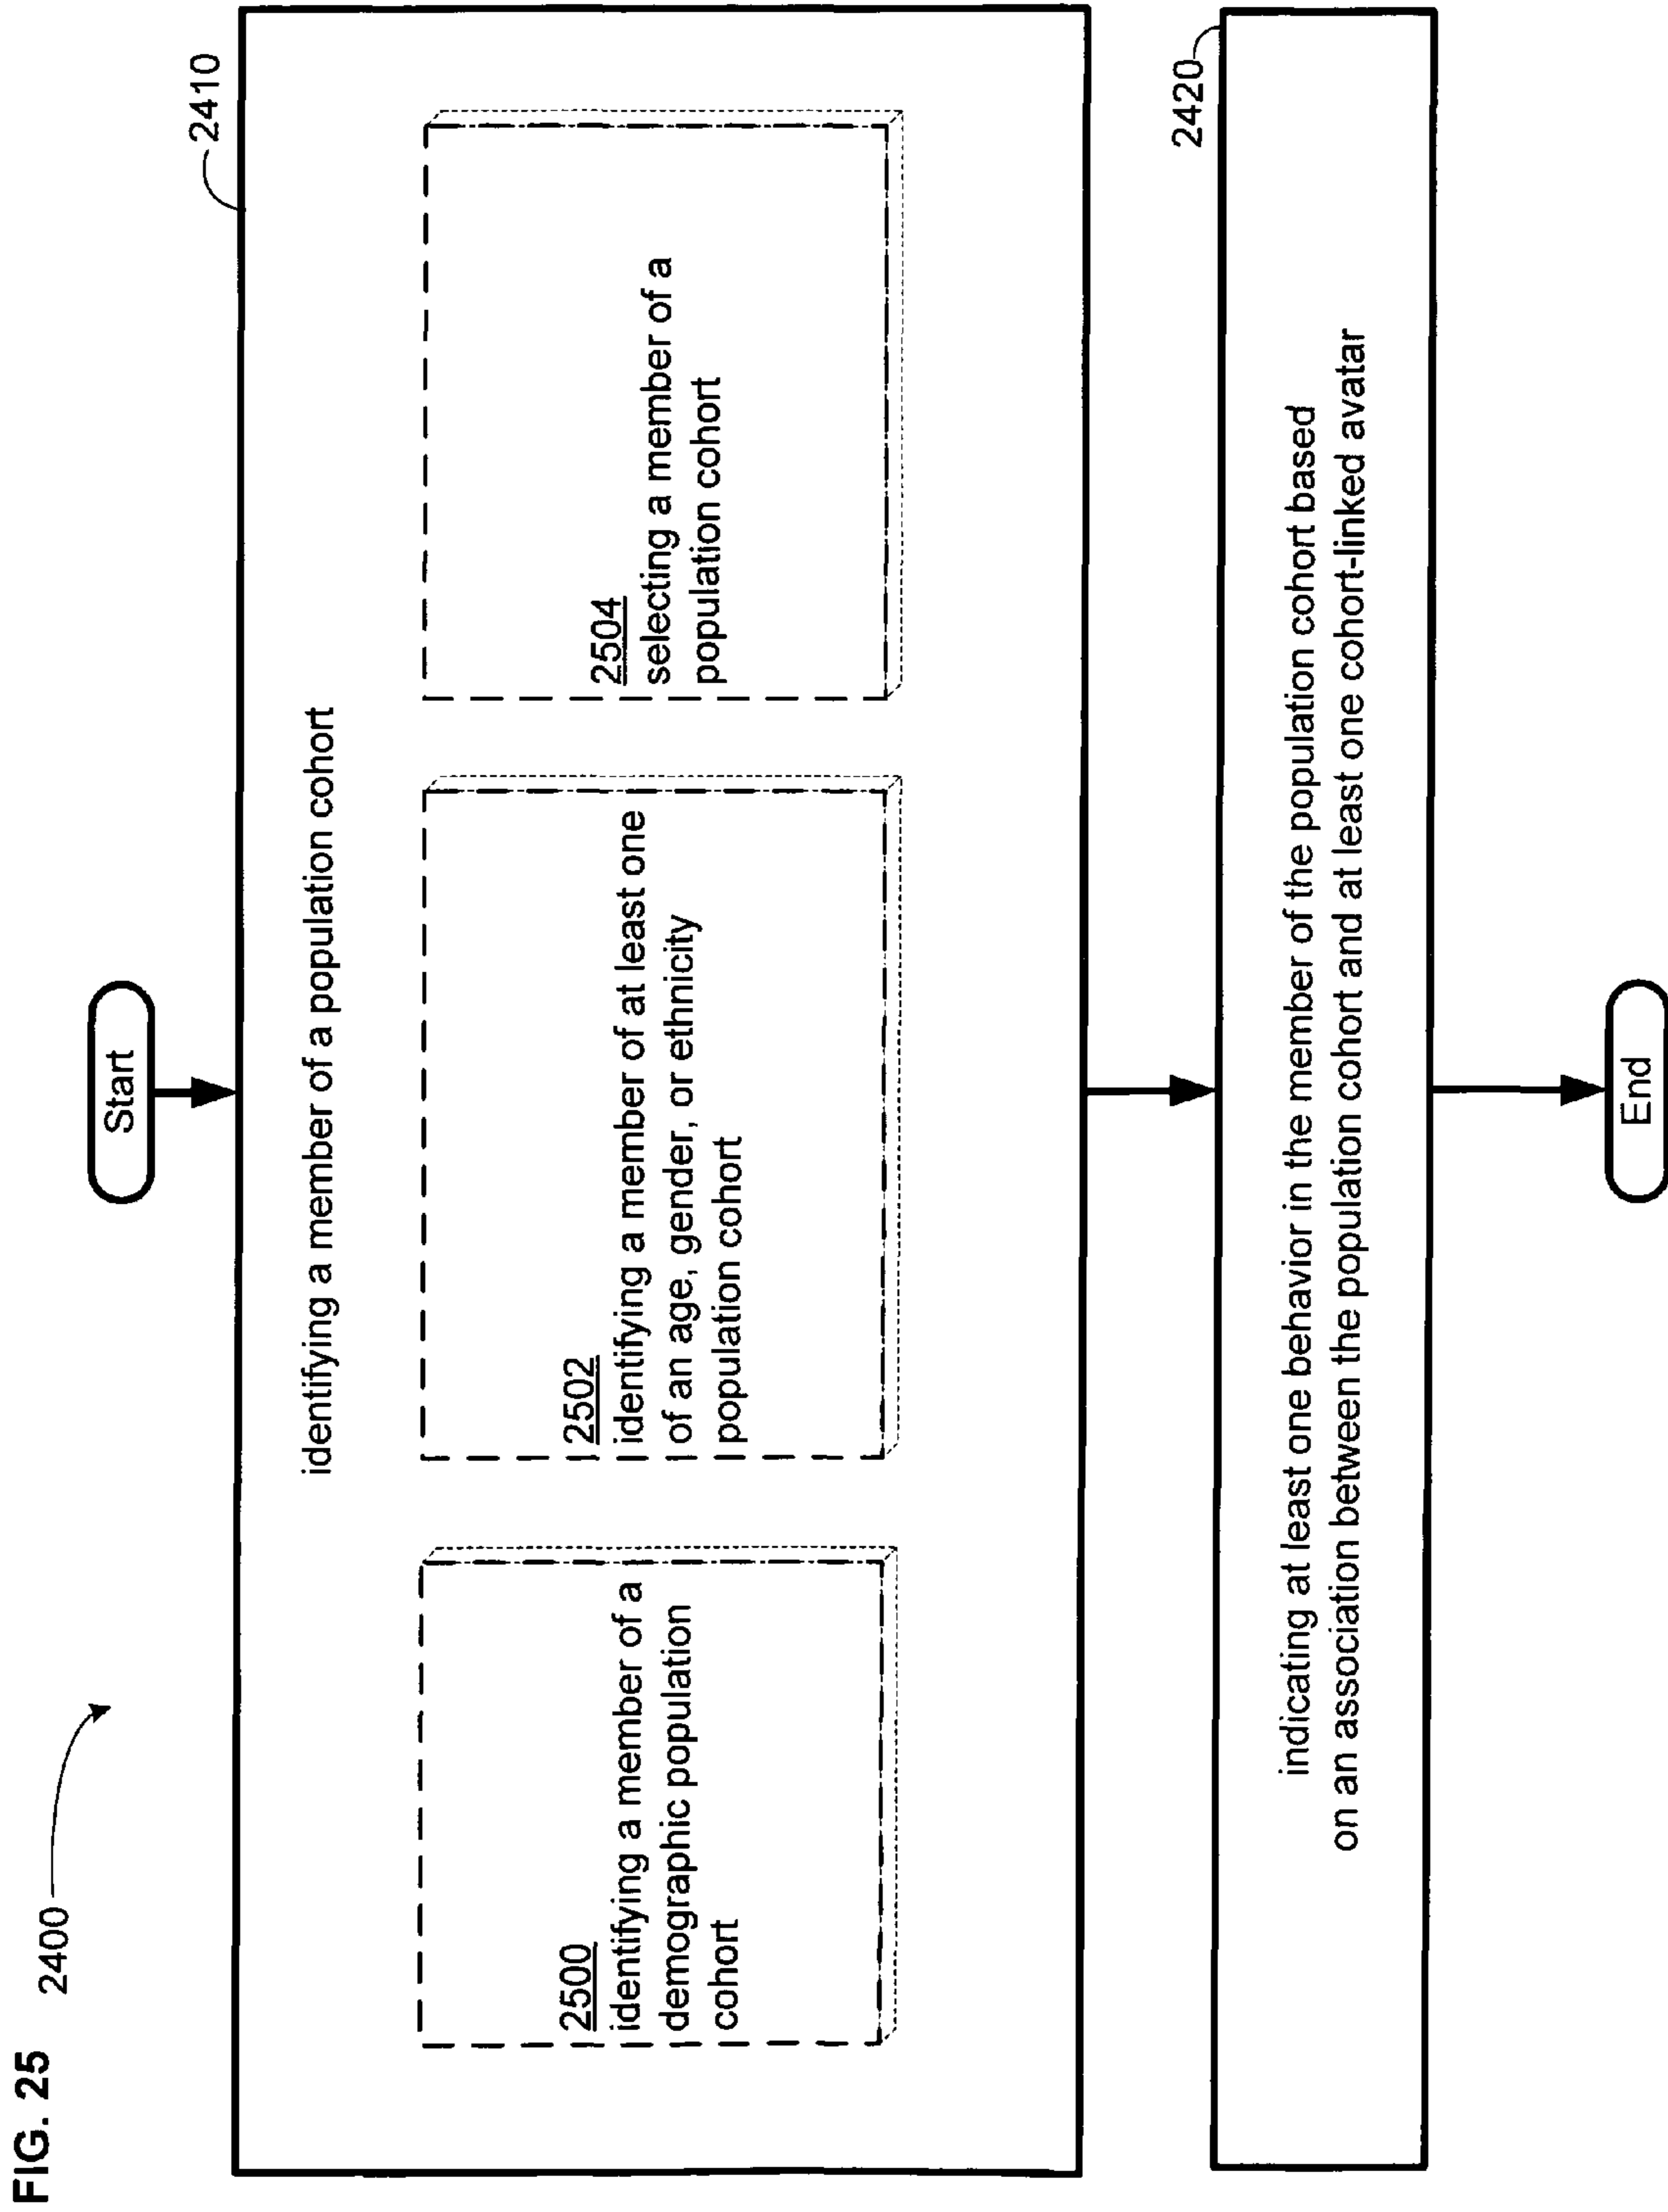 FIG. 25
2400
Start
2410
identifying a member of a population cohort
2500
identifying a member of a
demographic population
cohort
2502
identifying a member of at least one
of an age, gender, or ethnicity
population cohort
2504
selecting a member of a
population cohort
2420
indicating at least one behavior in the member of the population cohort based
on an association between the population cohort and at least one cohort-linked avatar
End